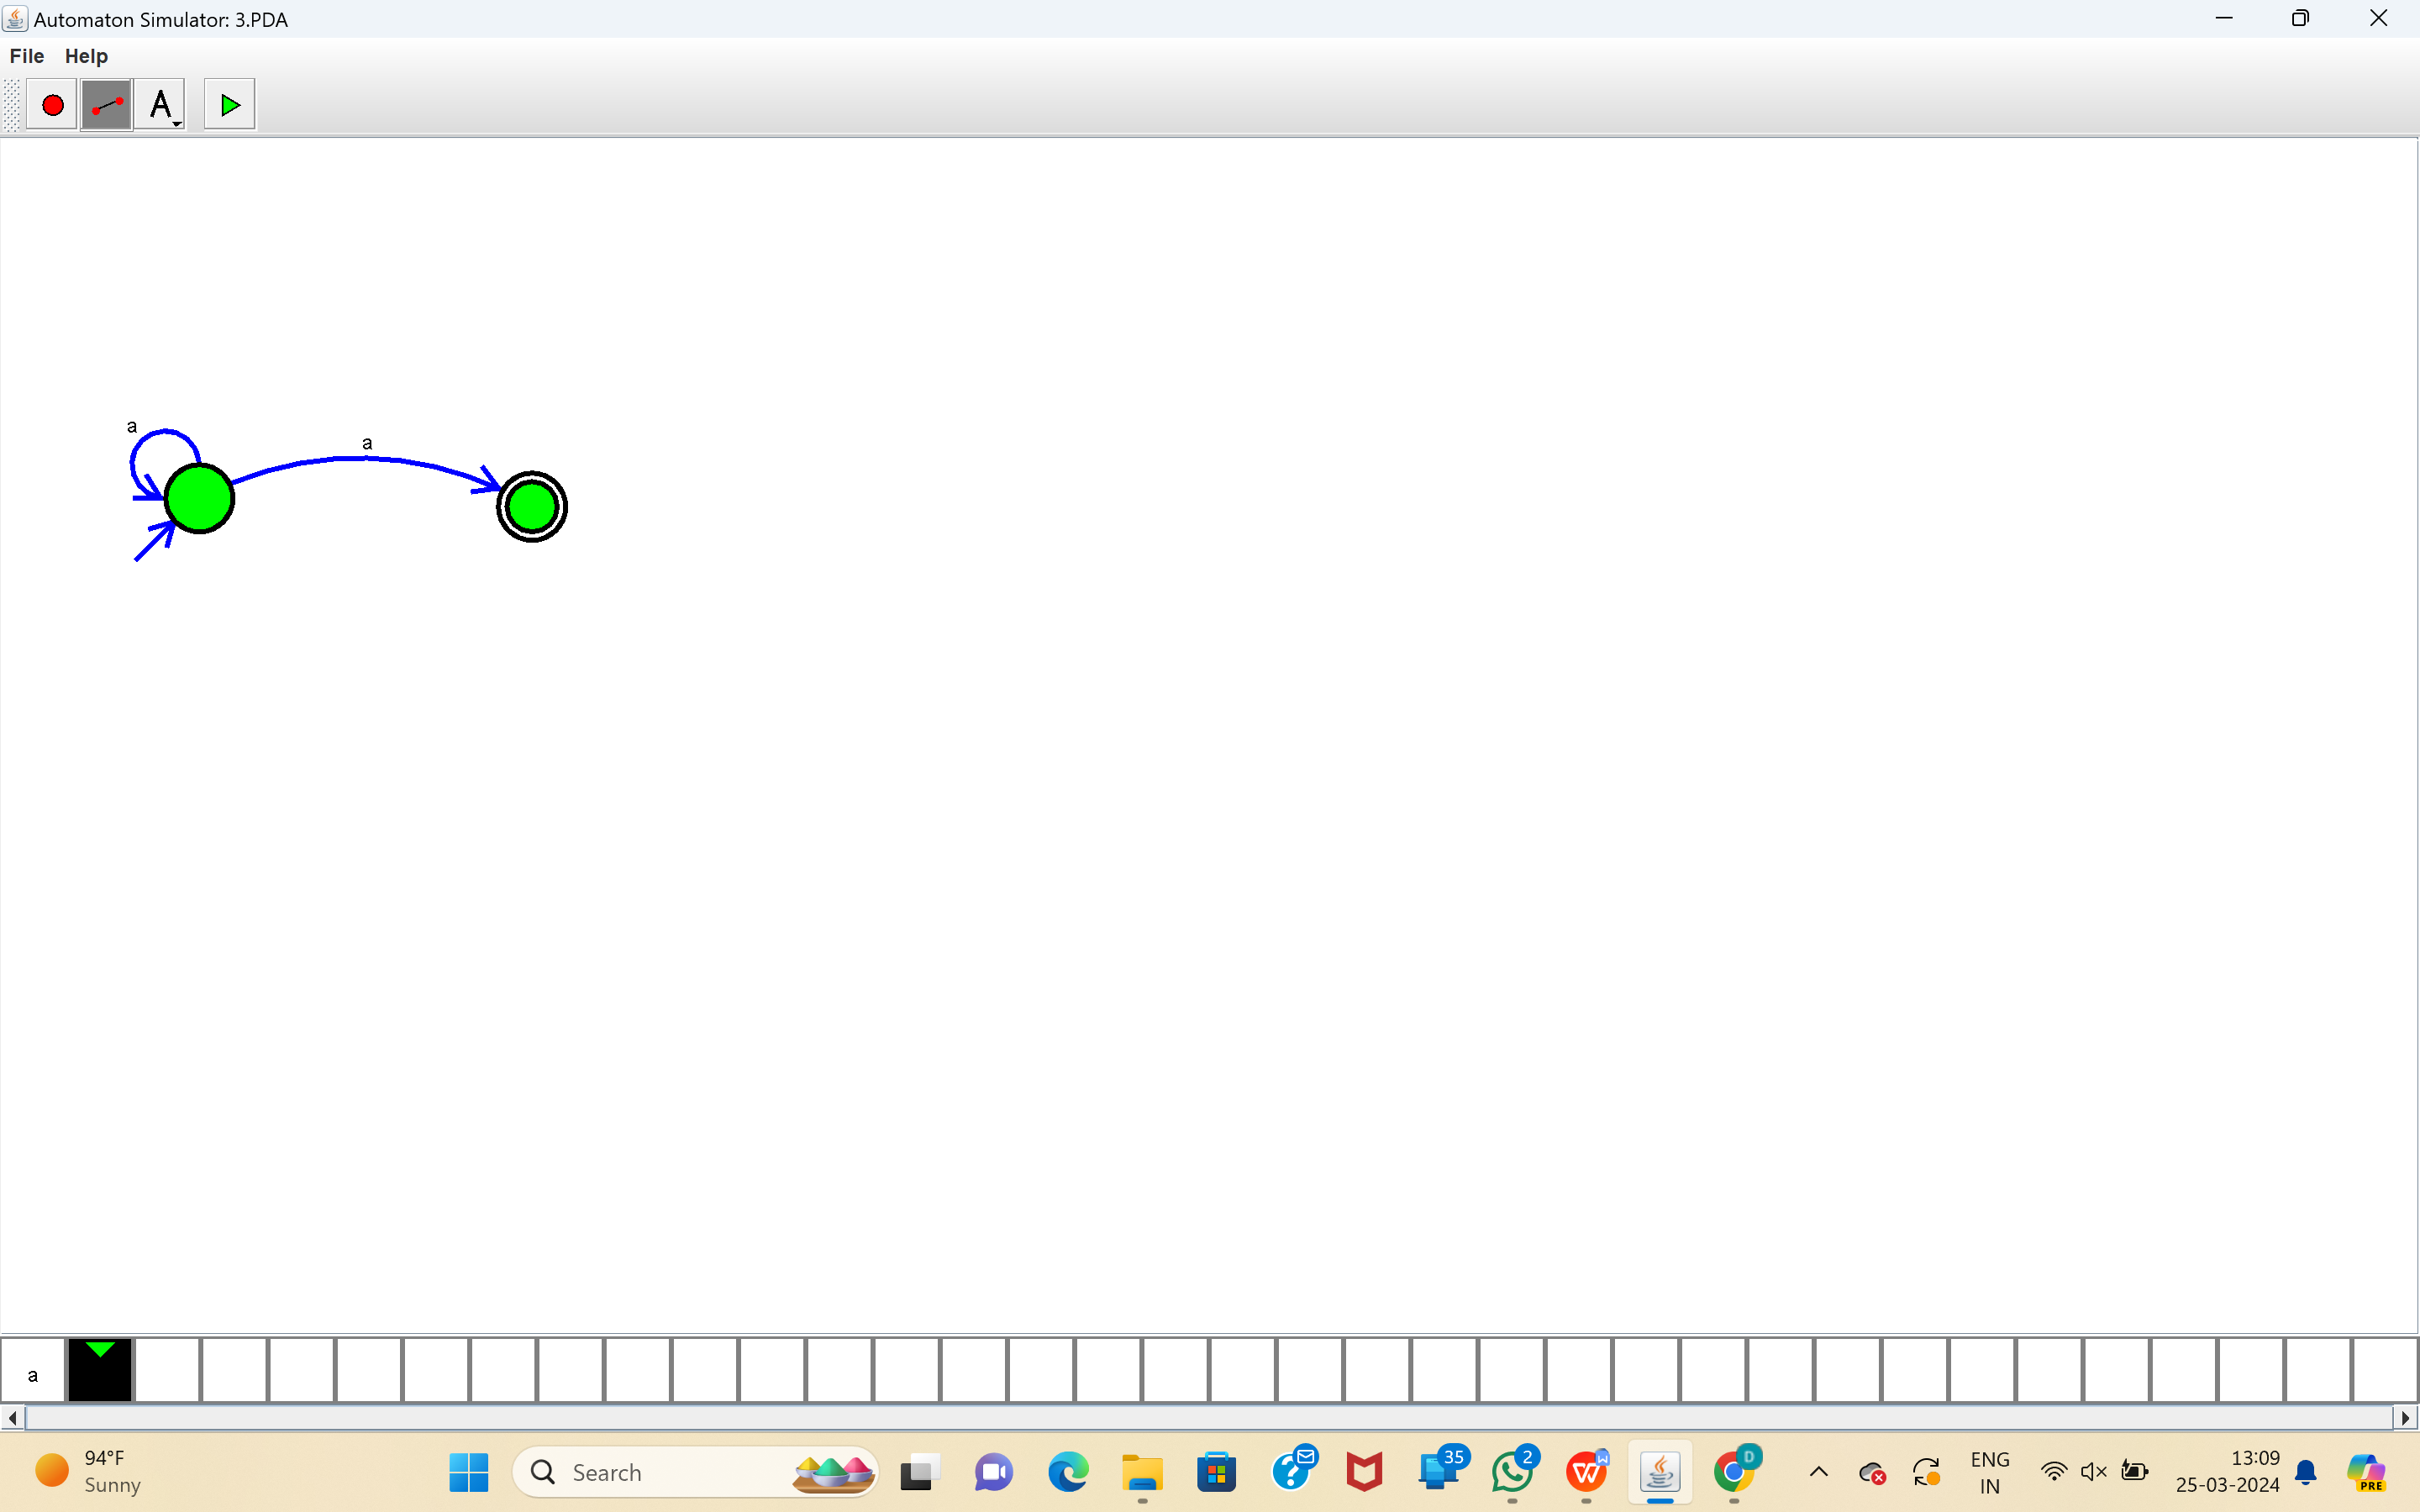 Automaton Simulator: 3.PDA
File Help
A
a
a
a
94°F
Sunny
Search
35
2
W
D
ENG
IN
13:09
25-03-2024
PRE